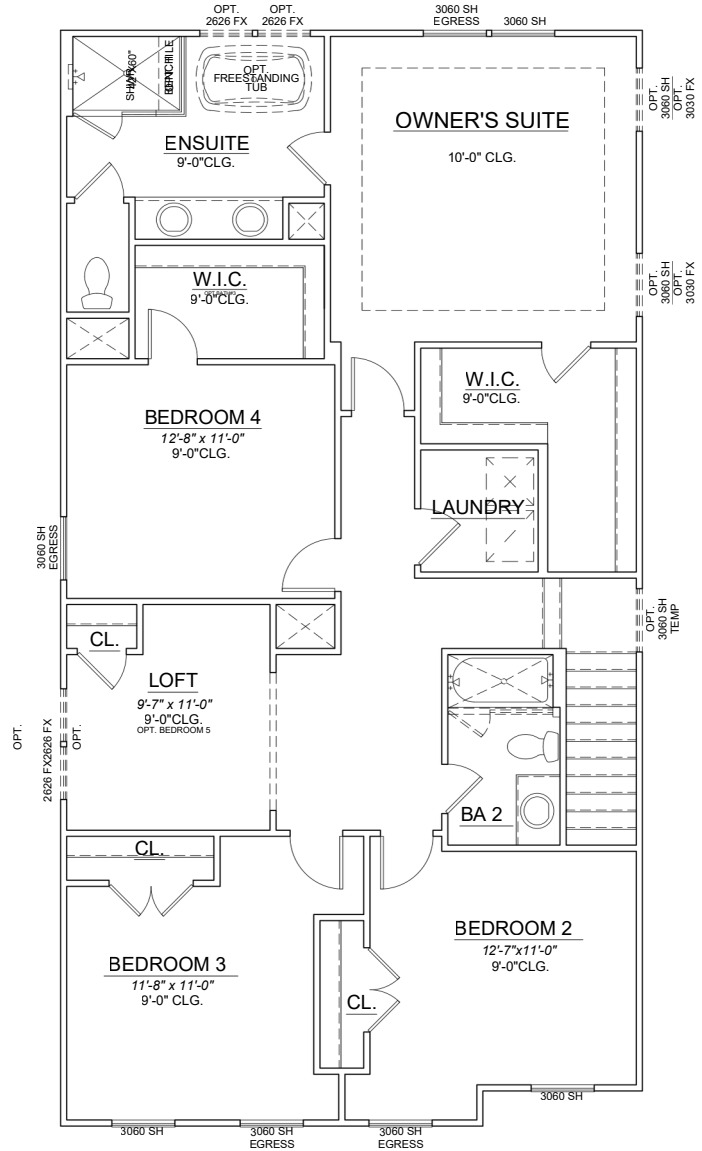 OPT.
2626 FX
OPT.
2626 FX
3060 SH
EGRESS
3060 SH
42"X60"
OPT.
FREESTANDING
TUB
OPT.
3060 SH
OPT.
3030 FX
OWNER'S SUITE
10'-0" CLG.
ENSUITE
9'-0"CLG.
W.I.C.
9'-0"CLG.
OPT.
3060 SH
OPT.
3030 FX
W.I.C.
9'-0"CLG.
BEDROOM 4
12'-8" x 11'-0"
9'-0"CLG.
LAUNDRY
3060 SH
EGRESS
OPT.
3060 SH
TEMP
CL.
LOFT
9'-7" x 11'-0"
9'-0"CLG.
OPT. BEDROOM 5
OPT.
2626 FX2626 FX
OPT.
BA 2
CL.
BEDROOM 2
12'-7"x11'-0"
9'-0"CLG.
BEDROOM 3
11'-8" x 11'-0"
9'-0" CLG.
CL.
3060 SH
3060 SH
3060 SH
EGRESS
3060 SH
EGRESS